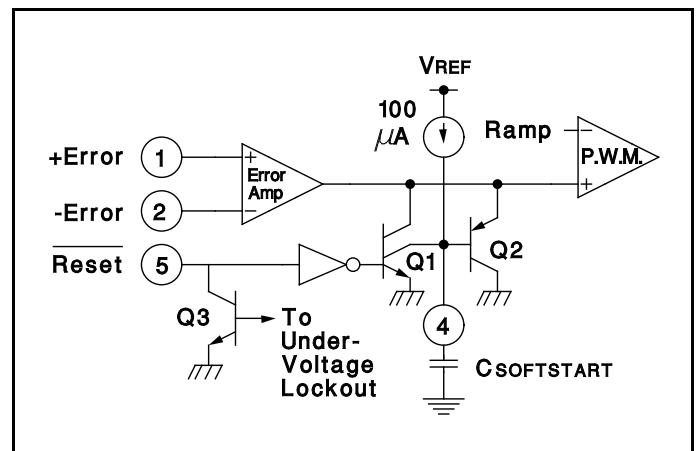 VREF
100
µA
Ramp
P.W.M.
+Error
1
+
Error
Amp
−
+
−
-Error
2
Reset
5
Q1
Q2
Q3
To
Under-
Voltage
Lockout
4
CSOFTSTART